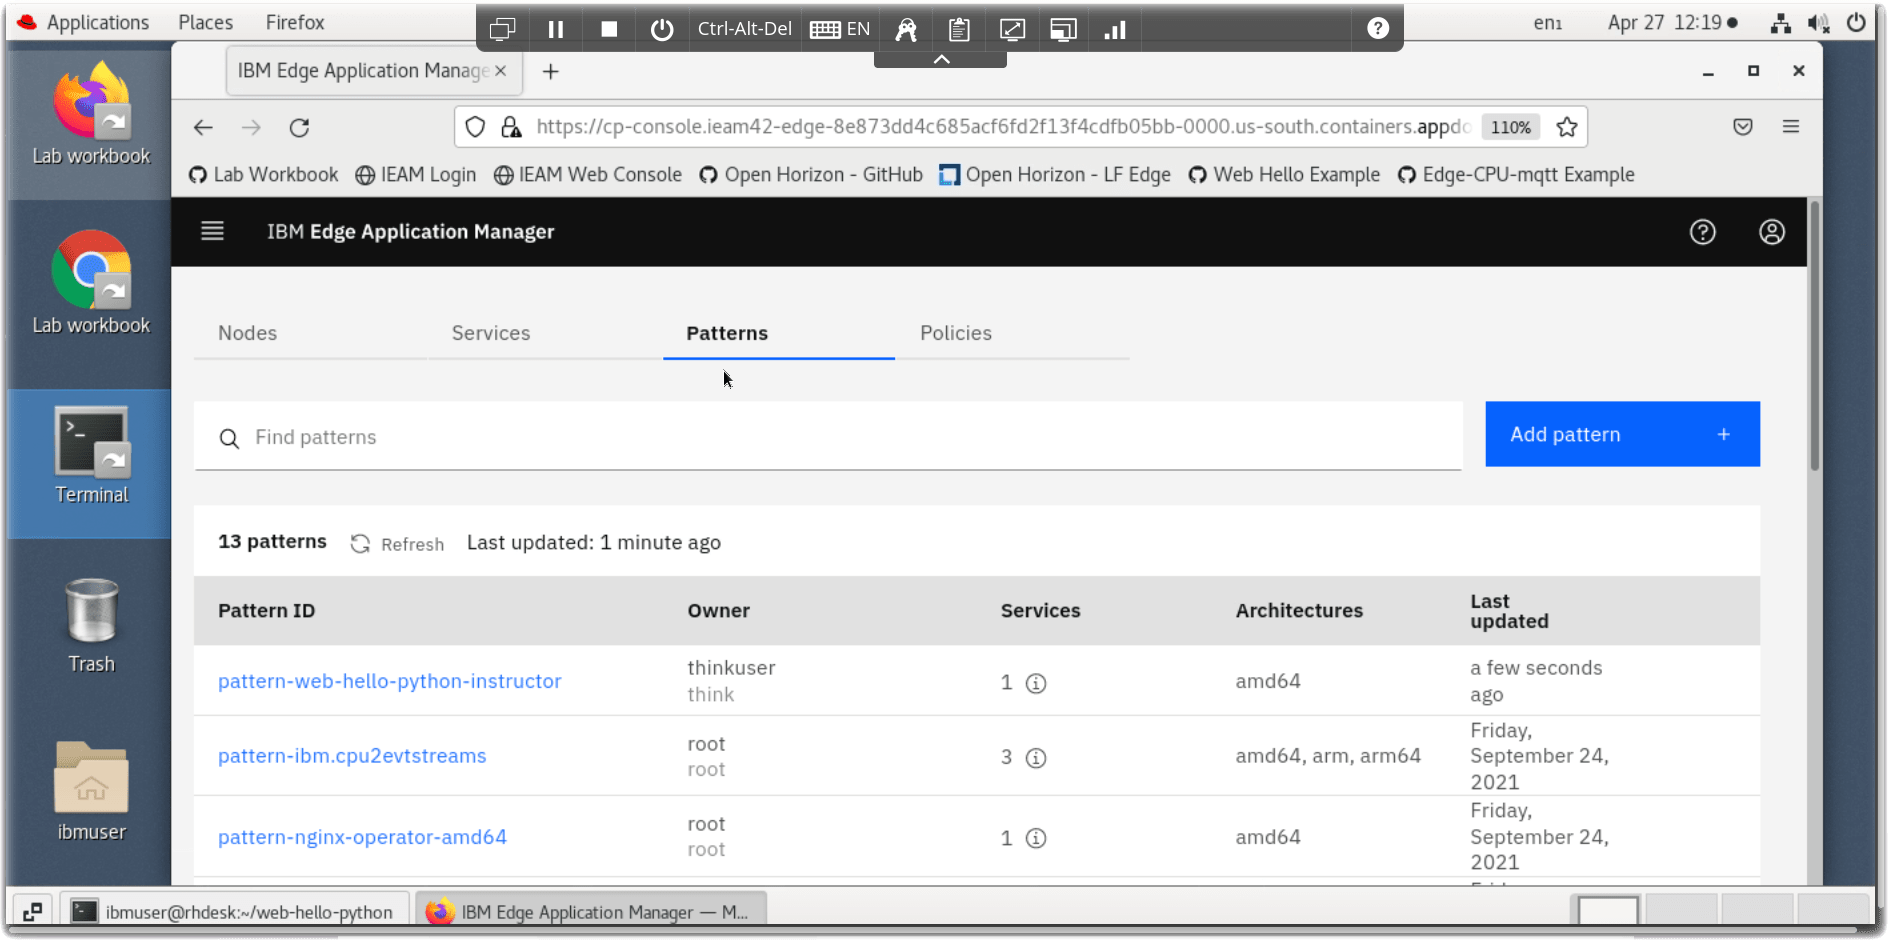 Applications Places Firefox
Ctrl-Alt-Del EN
en₁ Apr 27 12:19
IBM Edge Application Manage
https://cp-console.ieam42-edge-8e873dd4c685acf6fd2f13f4cdfb05bb-0000.us-south.containers.appdo 110%
Lab Workbook IEAM Login IEAM Web Console Open Horizon - GitHub Open Horizon - LF Edge Web Hello Example Edge-CPU-mqtt Example
Lab workbook
Lab workbook
Terminal
Trash
ibmuser
IBM Edge Application Manager
Nodes Services Patterns Policies
Find patterns
Add pattern +
13 patterns Refresh Last updated: 1 minute ago
Pattern ID Owner Services Architectures Last updated
pattern-web-hello-python-instructor thinkuser think 1 amd64 a few seconds ago
pattern-ibm.cpu2evtstreams root root 3 amd64, arm, arm64 Friday, September 24, 2021
pattern-nginx-operator-amd64 root root 1 amd64 Friday, September 24, 2021
ibmuser@rhdesk:~/web-hello-python IBM Edge Application Manager — M...